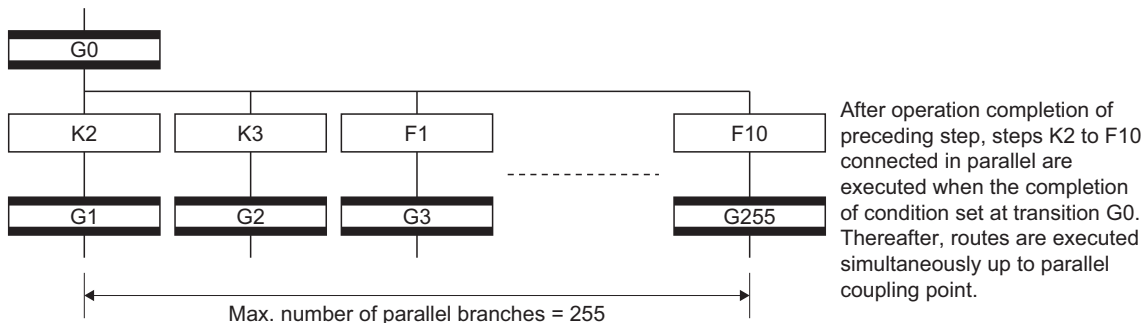 G0
K2 K3 F1 F10
G1 G2 G3 G255
Max. number of parallel branches = 255
After operation completion of
preceding step, steps K2 to F10
connected in parallel are
executed when the completion
of condition set at transition G0.
Thereafter, routes are executed
simultaneously up to parallel
coupling point.